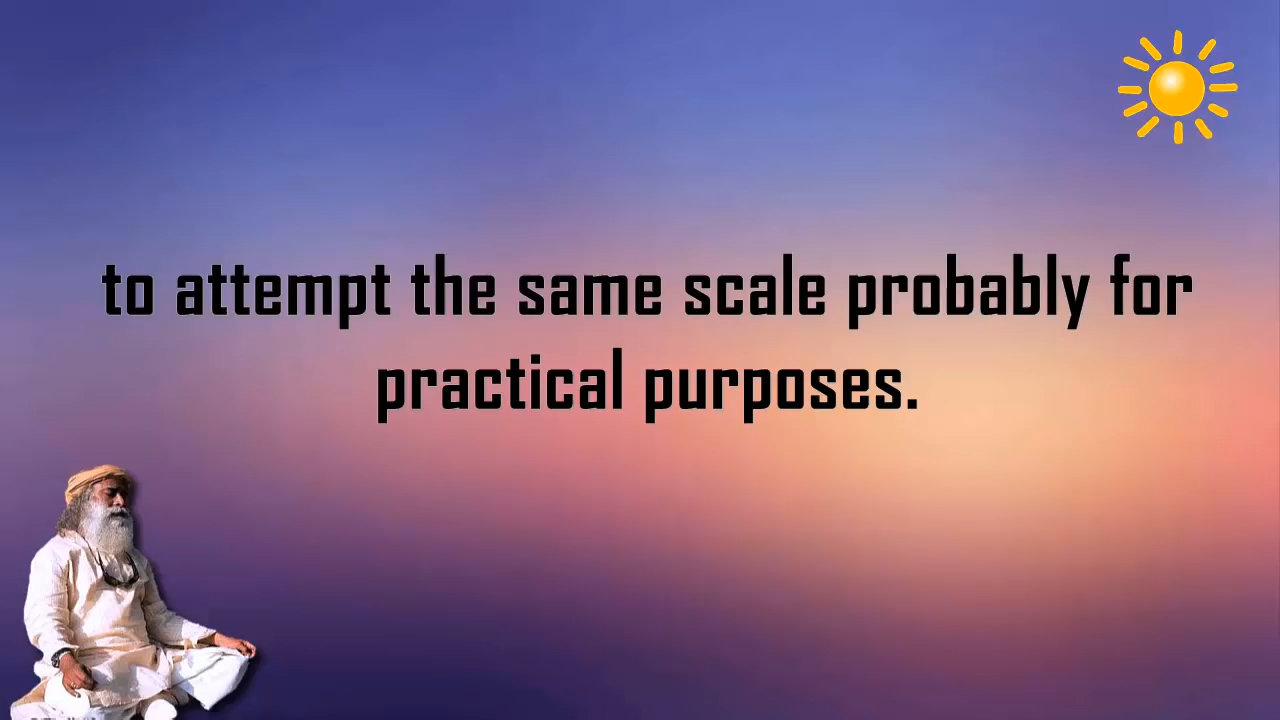 to attempt the same scale probably for
practical purposes.